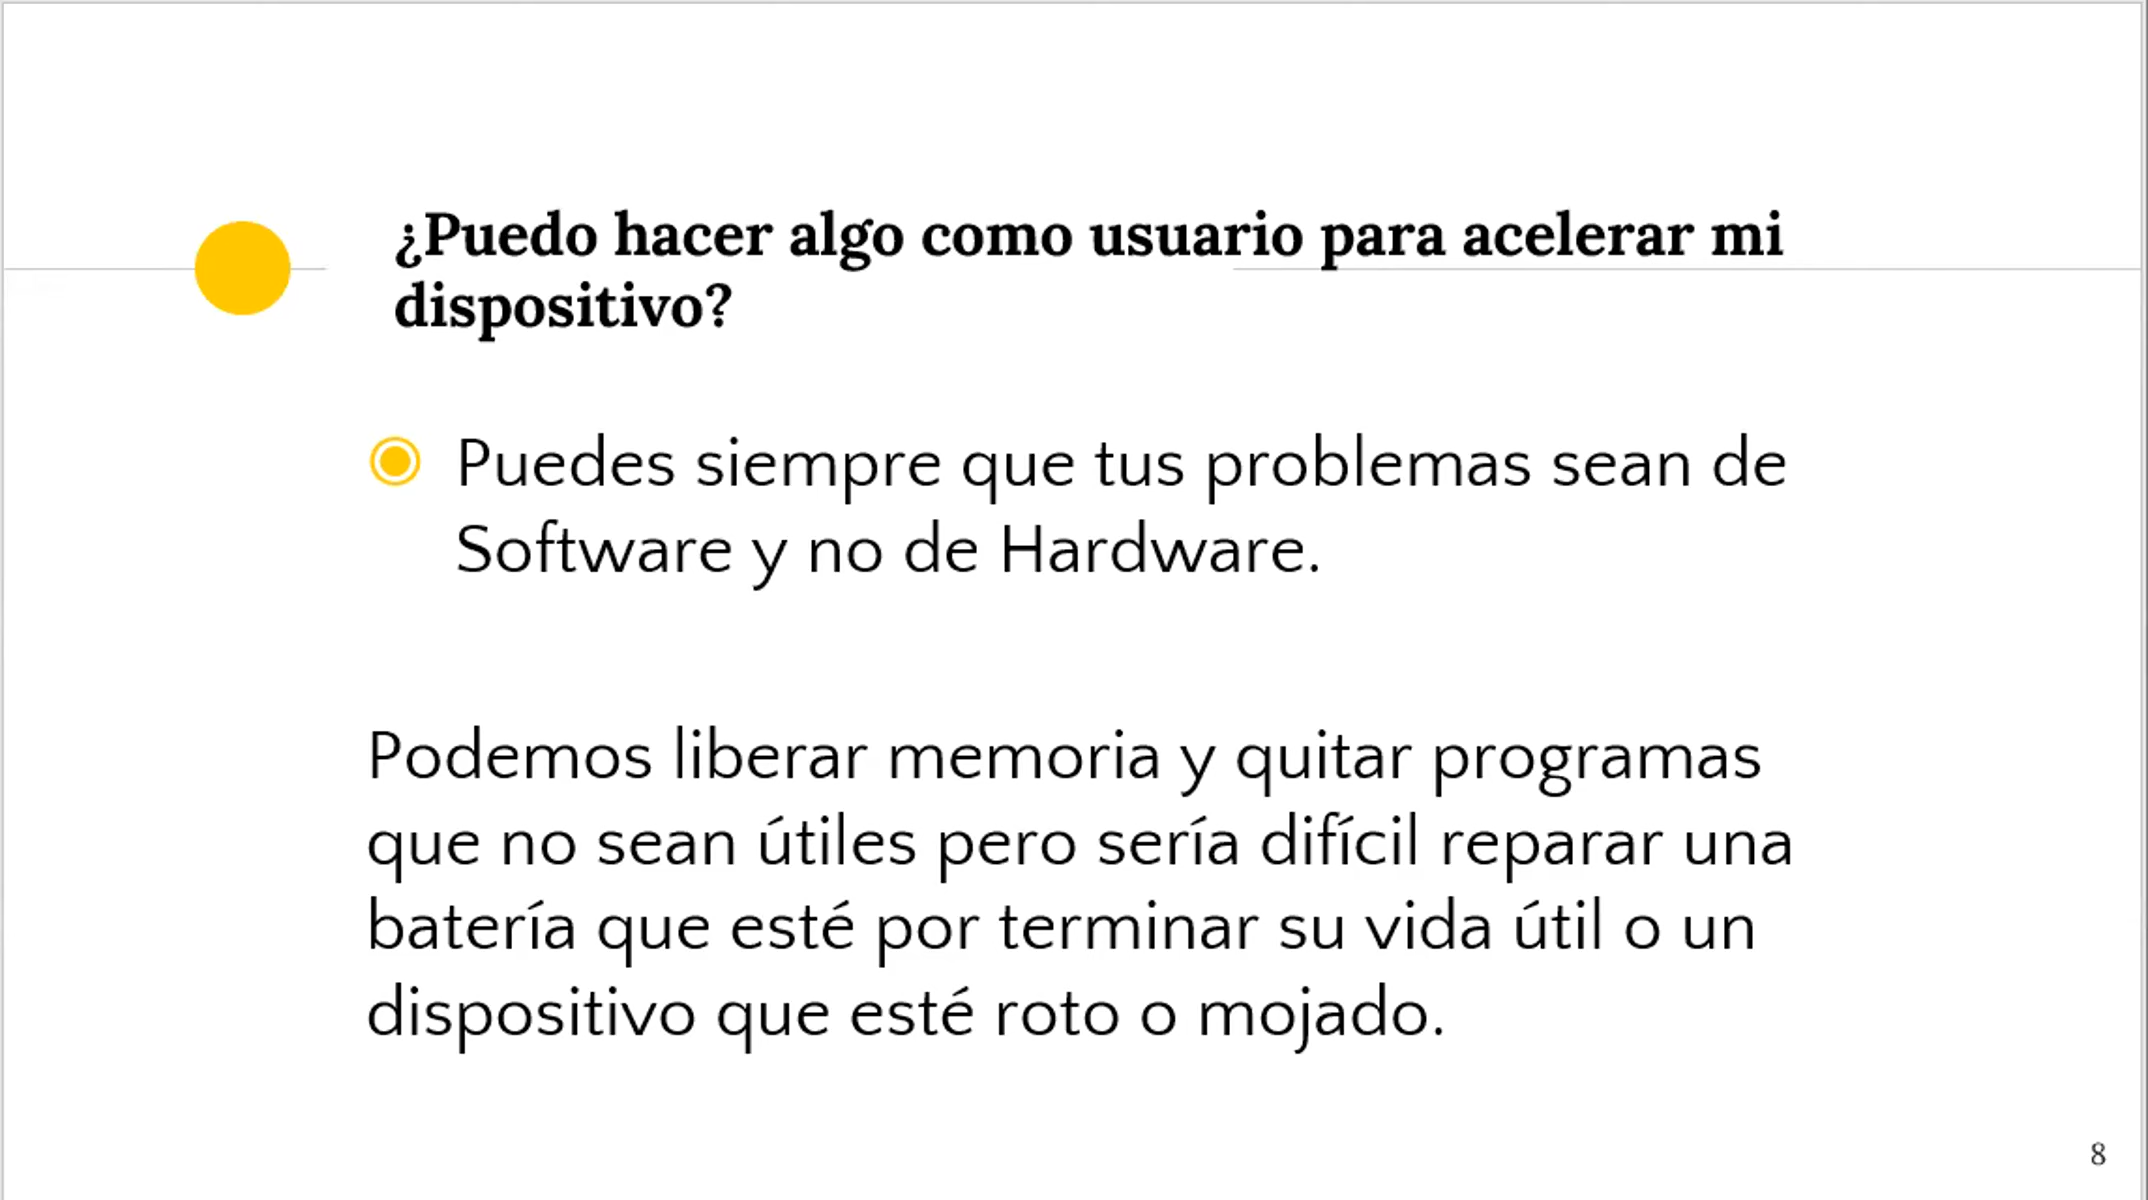 ¿Puedo hacer algo como usuario para acelerar mi
dispositivo?
Puedes siempre que tus problemas sean de
Software y no de Hardware.
Podemos liberar memoria y quitar programas
que no sean útiles pero sería difícil reparar una
batería que esté por terminar su vida útil o un
dispositivo que esté roto o mojado.
8